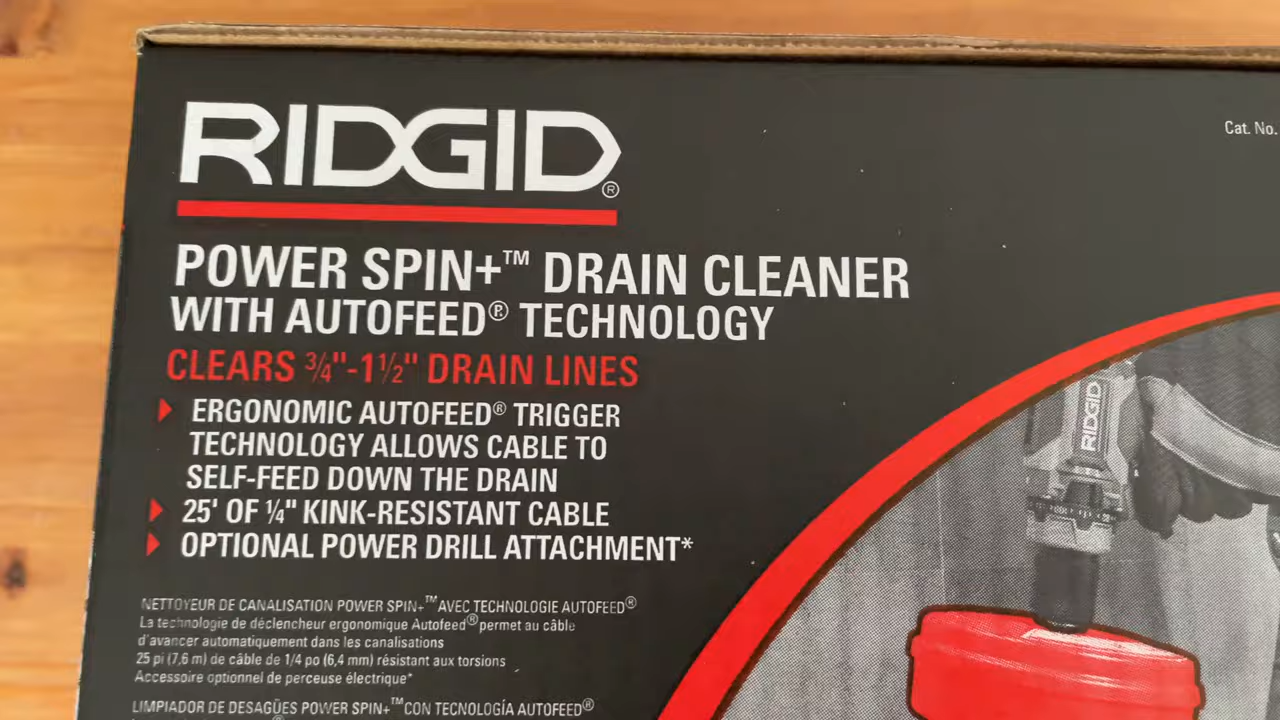 RIDGID®
Cat. No.
POWER SPIN+™ DRAIN CLEANER
WITH AUTOFEED® TECHNOLOGY
CLEARS ¾"-1½" DRAIN LINES
ERGONOMIC AUTOFEED® TRIGGER
TECHNOLOGY ALLOWS CABLE TO
SELF-FEED DOWN THE DRAIN
25' OF ¼" KINK-RESISTANT CABLE
OPTIONAL POWER DRILL ATTACHMENT*
RIDGID
NETTOYEUR DE CANALISATION POWER SPIN+™ AVEC TECHNOLOGIE AUTOFEED®
La technologie de déclencheur ergonomique Autofeed® permet au câble
d'avancer automatiquement dans les canalisations
25 pi (7,6 m) de câble de 1/4 po (6,4 mm) résistant aux torsions
Accessoire optionnel de perceuse électrique*
LIMPIADOR DE DESAGÜES POWER SPIN+™ CON TECNOLOGÍA AUTOFEED®